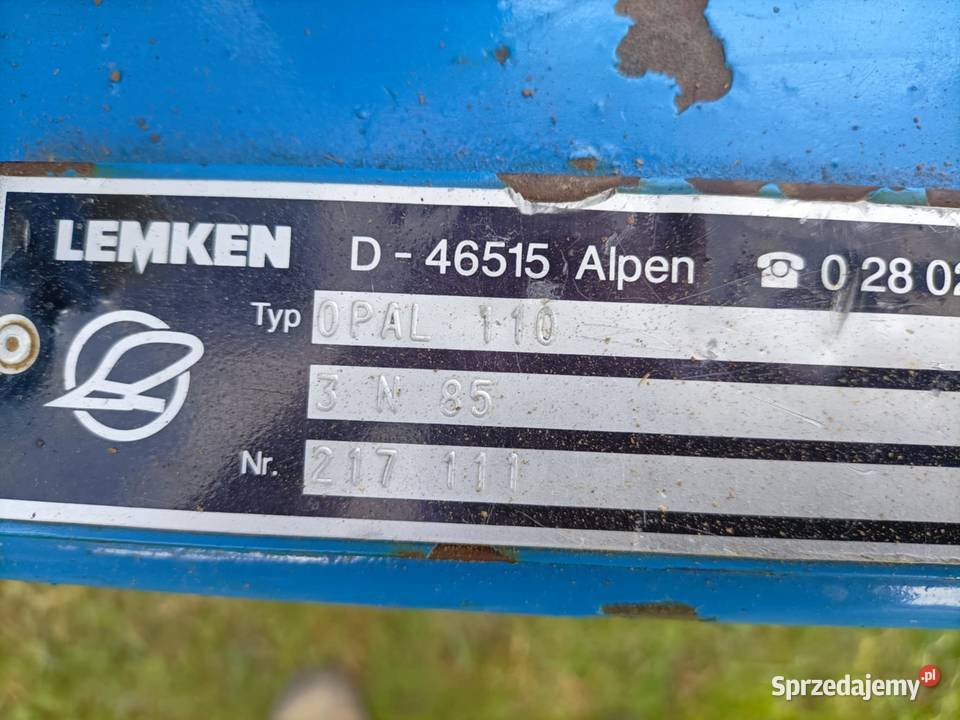 LEMKEN D-46515 Alpen ☎ 0 28 02
Typ OPAL 110
3 N 85
Nr. 217 111
Sprzedajemy.pl